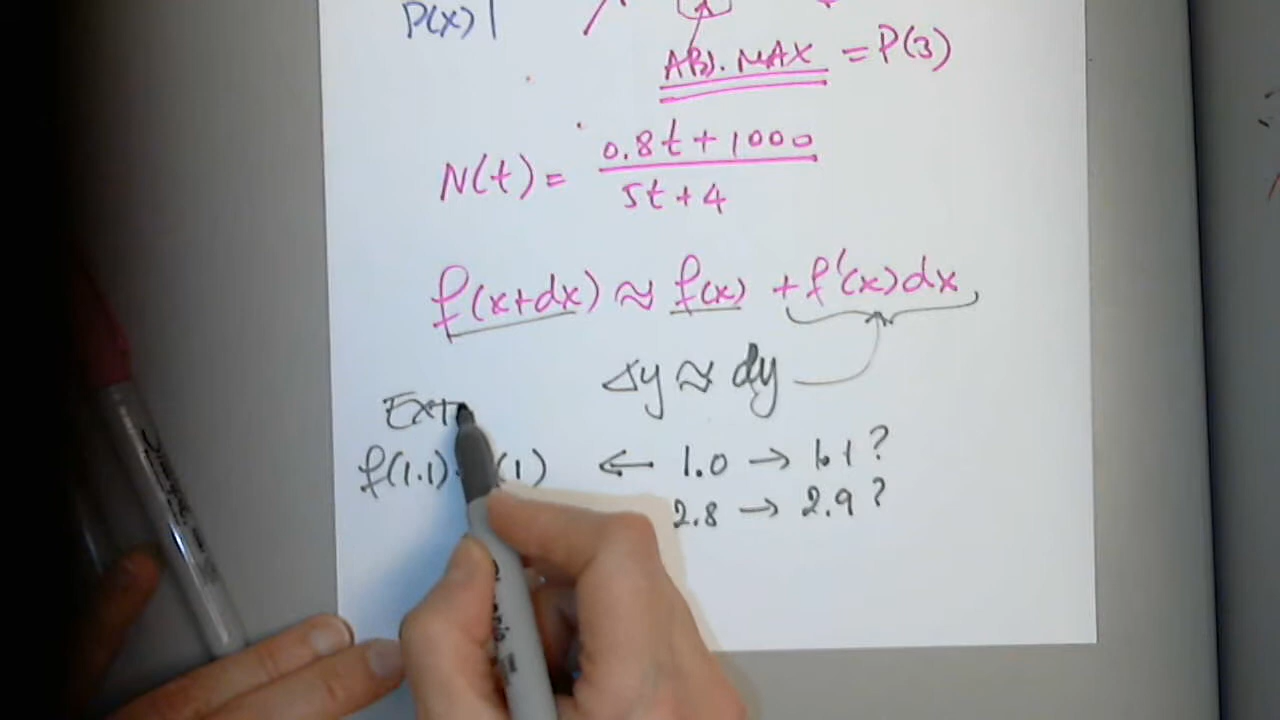 P(x)
ABS. MAX = P(3)
N(t) = 0.8t + 1000
5t + 4
f(x+dx) ≈ f(x) + f'(x)dx
Δy ≈ dy
f(1.1) (1) ← 1.0 → 1.1?
2.8 → 2.9?